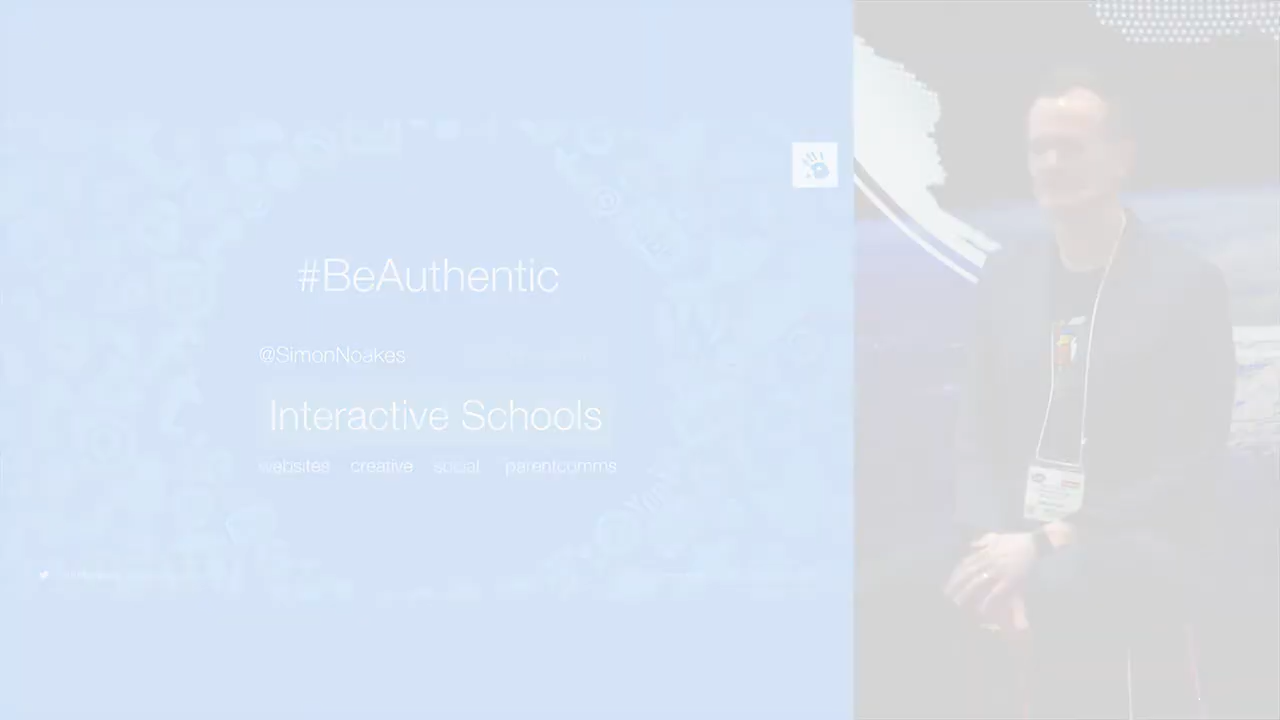 #BeAuthentic
@SimonNoakes
Interactive Schools
websites creative social parentcomms